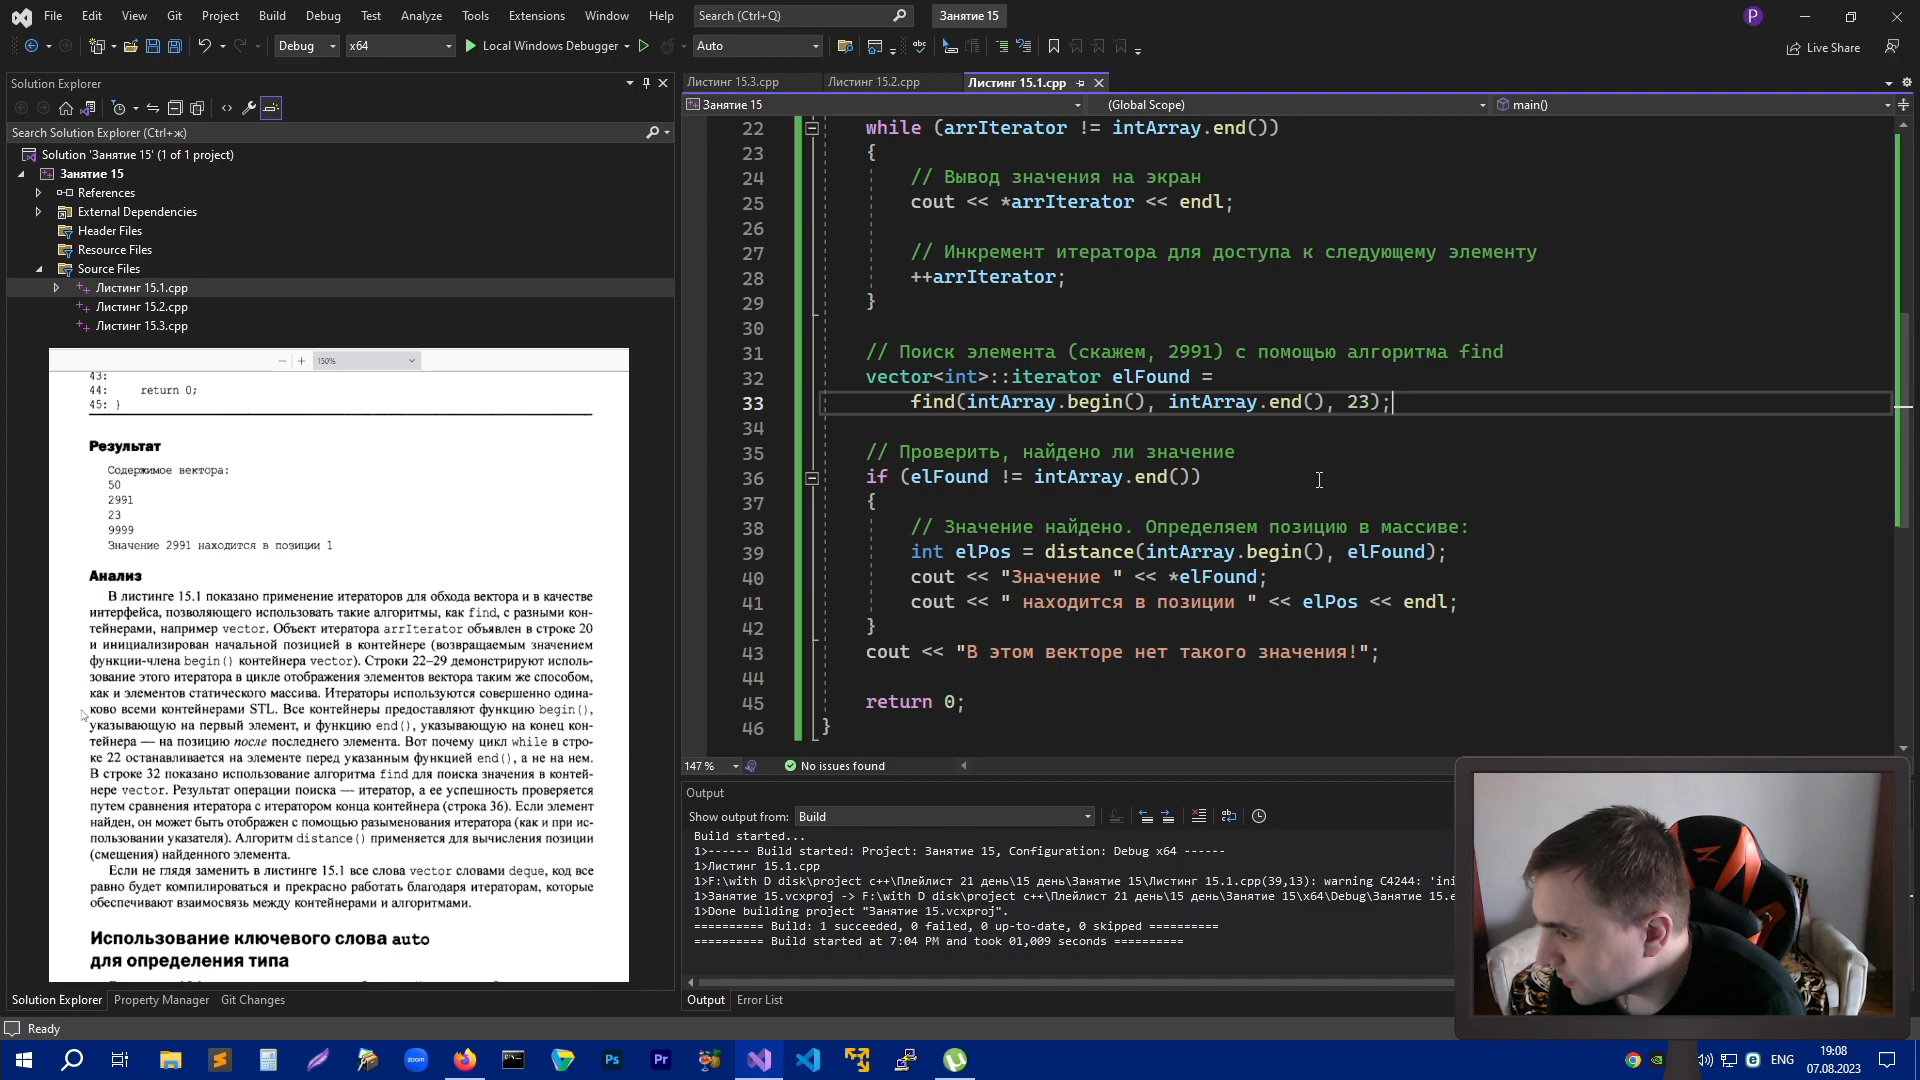 File Edit View Git Project Build Debug Test Analyze Tools Extensions Window Help Search (Ctrl+Q) Занятие 15 P
Debug x64 Local Windows Debugger Auto Live Share
Solution Explorer
Search Solution Explorer (Ctrl+ж)
Solution 'Занятие 15' (1 of 1 project)
Занятие 15
References
External Dependencies
Header Files
Resource Files
Source Files
Листинг 15.1.cpp
Листинг 15.2.cpp
Листинг 15.3.cpp
150%
43:
44: return 0;
45: }
Результат
Содержимое вектора:
50
2991
23
9999
Значение 2991 находится в позиции 1
Анализ
В листинге 15.1 показано применение итераторов для обхода вектора и в качестве
интерфейса, позволяющего использовать такие алгоритмы, как find, с разными кон-
тейнерами, например vector. Объект итератора arrIterator объявлен в строке 20
и инициализирован начальной позицией в контейнере (возвращаемым значением
функции-члена begin() контейнера vector). Строки 22–29 демонстрируют исполь-
зование этого итератора в цикле отображения элементов вектора таким же способом,
как и элементов статического массива. Итераторы используются совершенно одина-
ково всеми контейнерами STL. Все контейнеры предоставляют функцию begin(),
указывающую на первый элемент, и функцию end(), указывающую на конец кон-
тейнера — на позицию после последнего элемента. Вот почему цикл while в стро-
ке 22 останавливается на элементе перед указанным функцией end(), а не на нем.
В строке 32 показано использование алгоритма find для поиска значения в контей-
нере vector. Результат операции поиска — итератор, а ее успешность проверяется
путем сравнения итератора с итератором конца контейнера (строка 36). Если элемент
найден, он может быть отображен с помощью разыменования итератора (как и при ис-
пользовании указателя). Алгоритм distance() применяется для вычисления позиции
(смещения) найденного элемента.
Если не глядя заменить в листинге 15.1 все слова vector словами deque, код все
равно будет компилироваться и прекрасно работать благодаря итераторам, которые
обеспечивают взаимосвязь между контейнерами и алгоритмами.
Использование ключевого слова auto
для определения типа
Solution Explorer Property Manager Git Changes
Листинг 15.3.cpp Листинг 15.2.cpp Листинг 15.1.cpp
Занятие 15 (Global Scope) main()
22 while (arrIterator != intArray.end())
23 {
24 // Вывод значения на экран
25 cout << *arrIterator << endl;
26
27 // Инкремент итератора для доступа к следующему элементу
28 ++arrIterator;
29 }
30
31 // Поиск элемента (скажем, 2991) с помощью алгоритма find
32 vector<int>::iterator elFound =
33 find(intArray.begin(), intArray.end(), 23);
34
35 // Проверить, найдено ли значение
36 if (elFound != intArray.end())
37 {
38 // Значение найдено. Определяем позицию в массиве:
39 int elPos = distance(intArray.begin(), elFound);
40 cout << "Значение " << *elFound;
41 cout << " находится в позиции " << elPos << endl;
42 }
43 cout << "В этом векторе нет такого значения!";
44
45 return 0;
46 }
147 % No issues found
Output
Show output from: Build
Build started...
1>------ Build started: Project: Занятие 15, Configuration: Debug x64 ------
1>Листинг 15.1.cpp
1>F:\with D disk\project c++\Плейлист 21 день\15 день\Занятие 15\Листинг 15.1.cpp(39,13): warning C4244: 'ini
1>Занятие 15.vcxproj -> F:\with D disk\project c++\Плейлист 21 день\15 день\Занятие 15\x64\Debug\Занятие 15.e
1>Done building project "Занятие 15.vcxproj".
========== Build: 1 succeeded, 0 failed, 0 up-to-date, 0 skipped ==========
========== Build started at 7:04 PM and took 01,009 seconds ==========
Output Error List
Ready
zoom Ps Pr ENG 19:08
07.08.2023